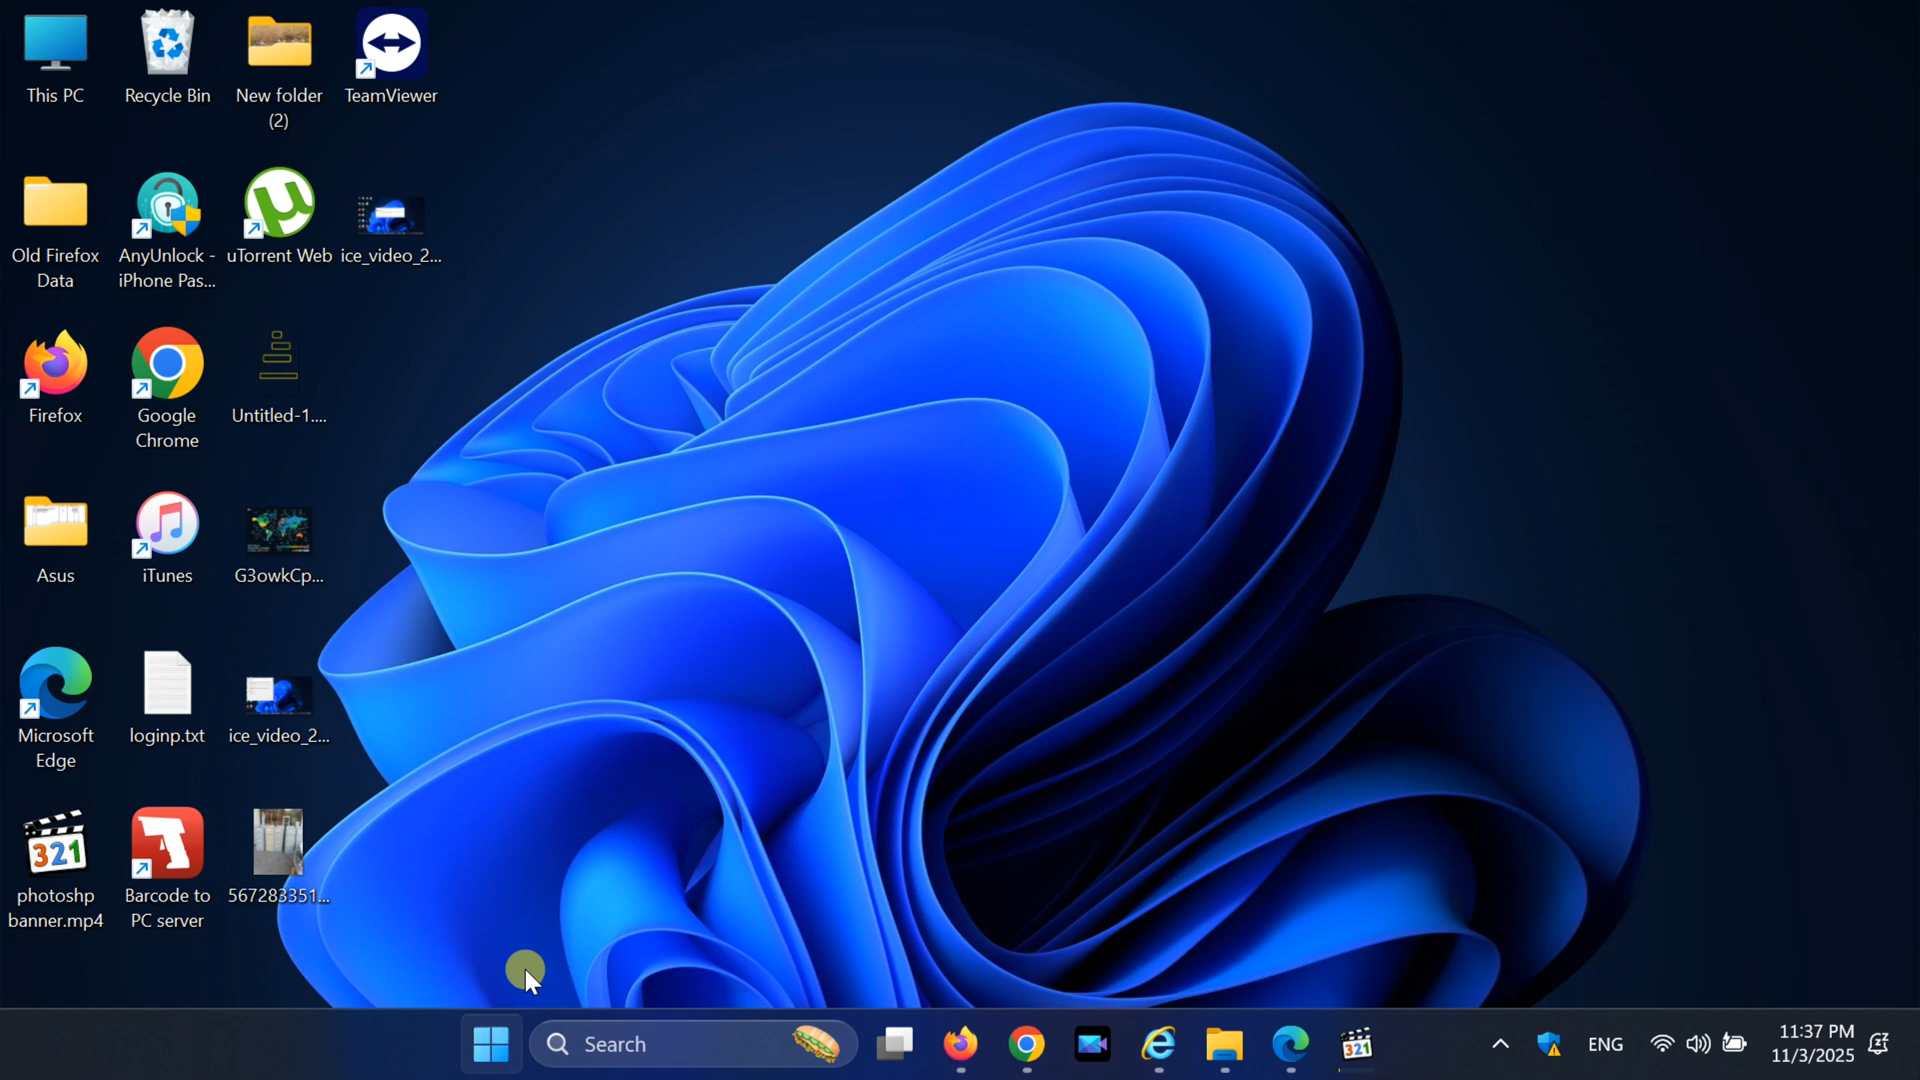 This PC
Recycle Bin
New folder
(2)
TeamViewer
Old Firefox
Data
AnyUnlock -
iPhone Pas...
uTorrent Web
ice_video_2...
Firefox
Google
Chrome
Untitled-1....
Asus
iTunes
G3owkCp...
Microsoft
Edge
loginp.txt
ice_video_2...
321
photoshp
banner.mp4
Barcode to
PC server
567283351...
Search
321
ENG
11:37 PM
11/3/2025